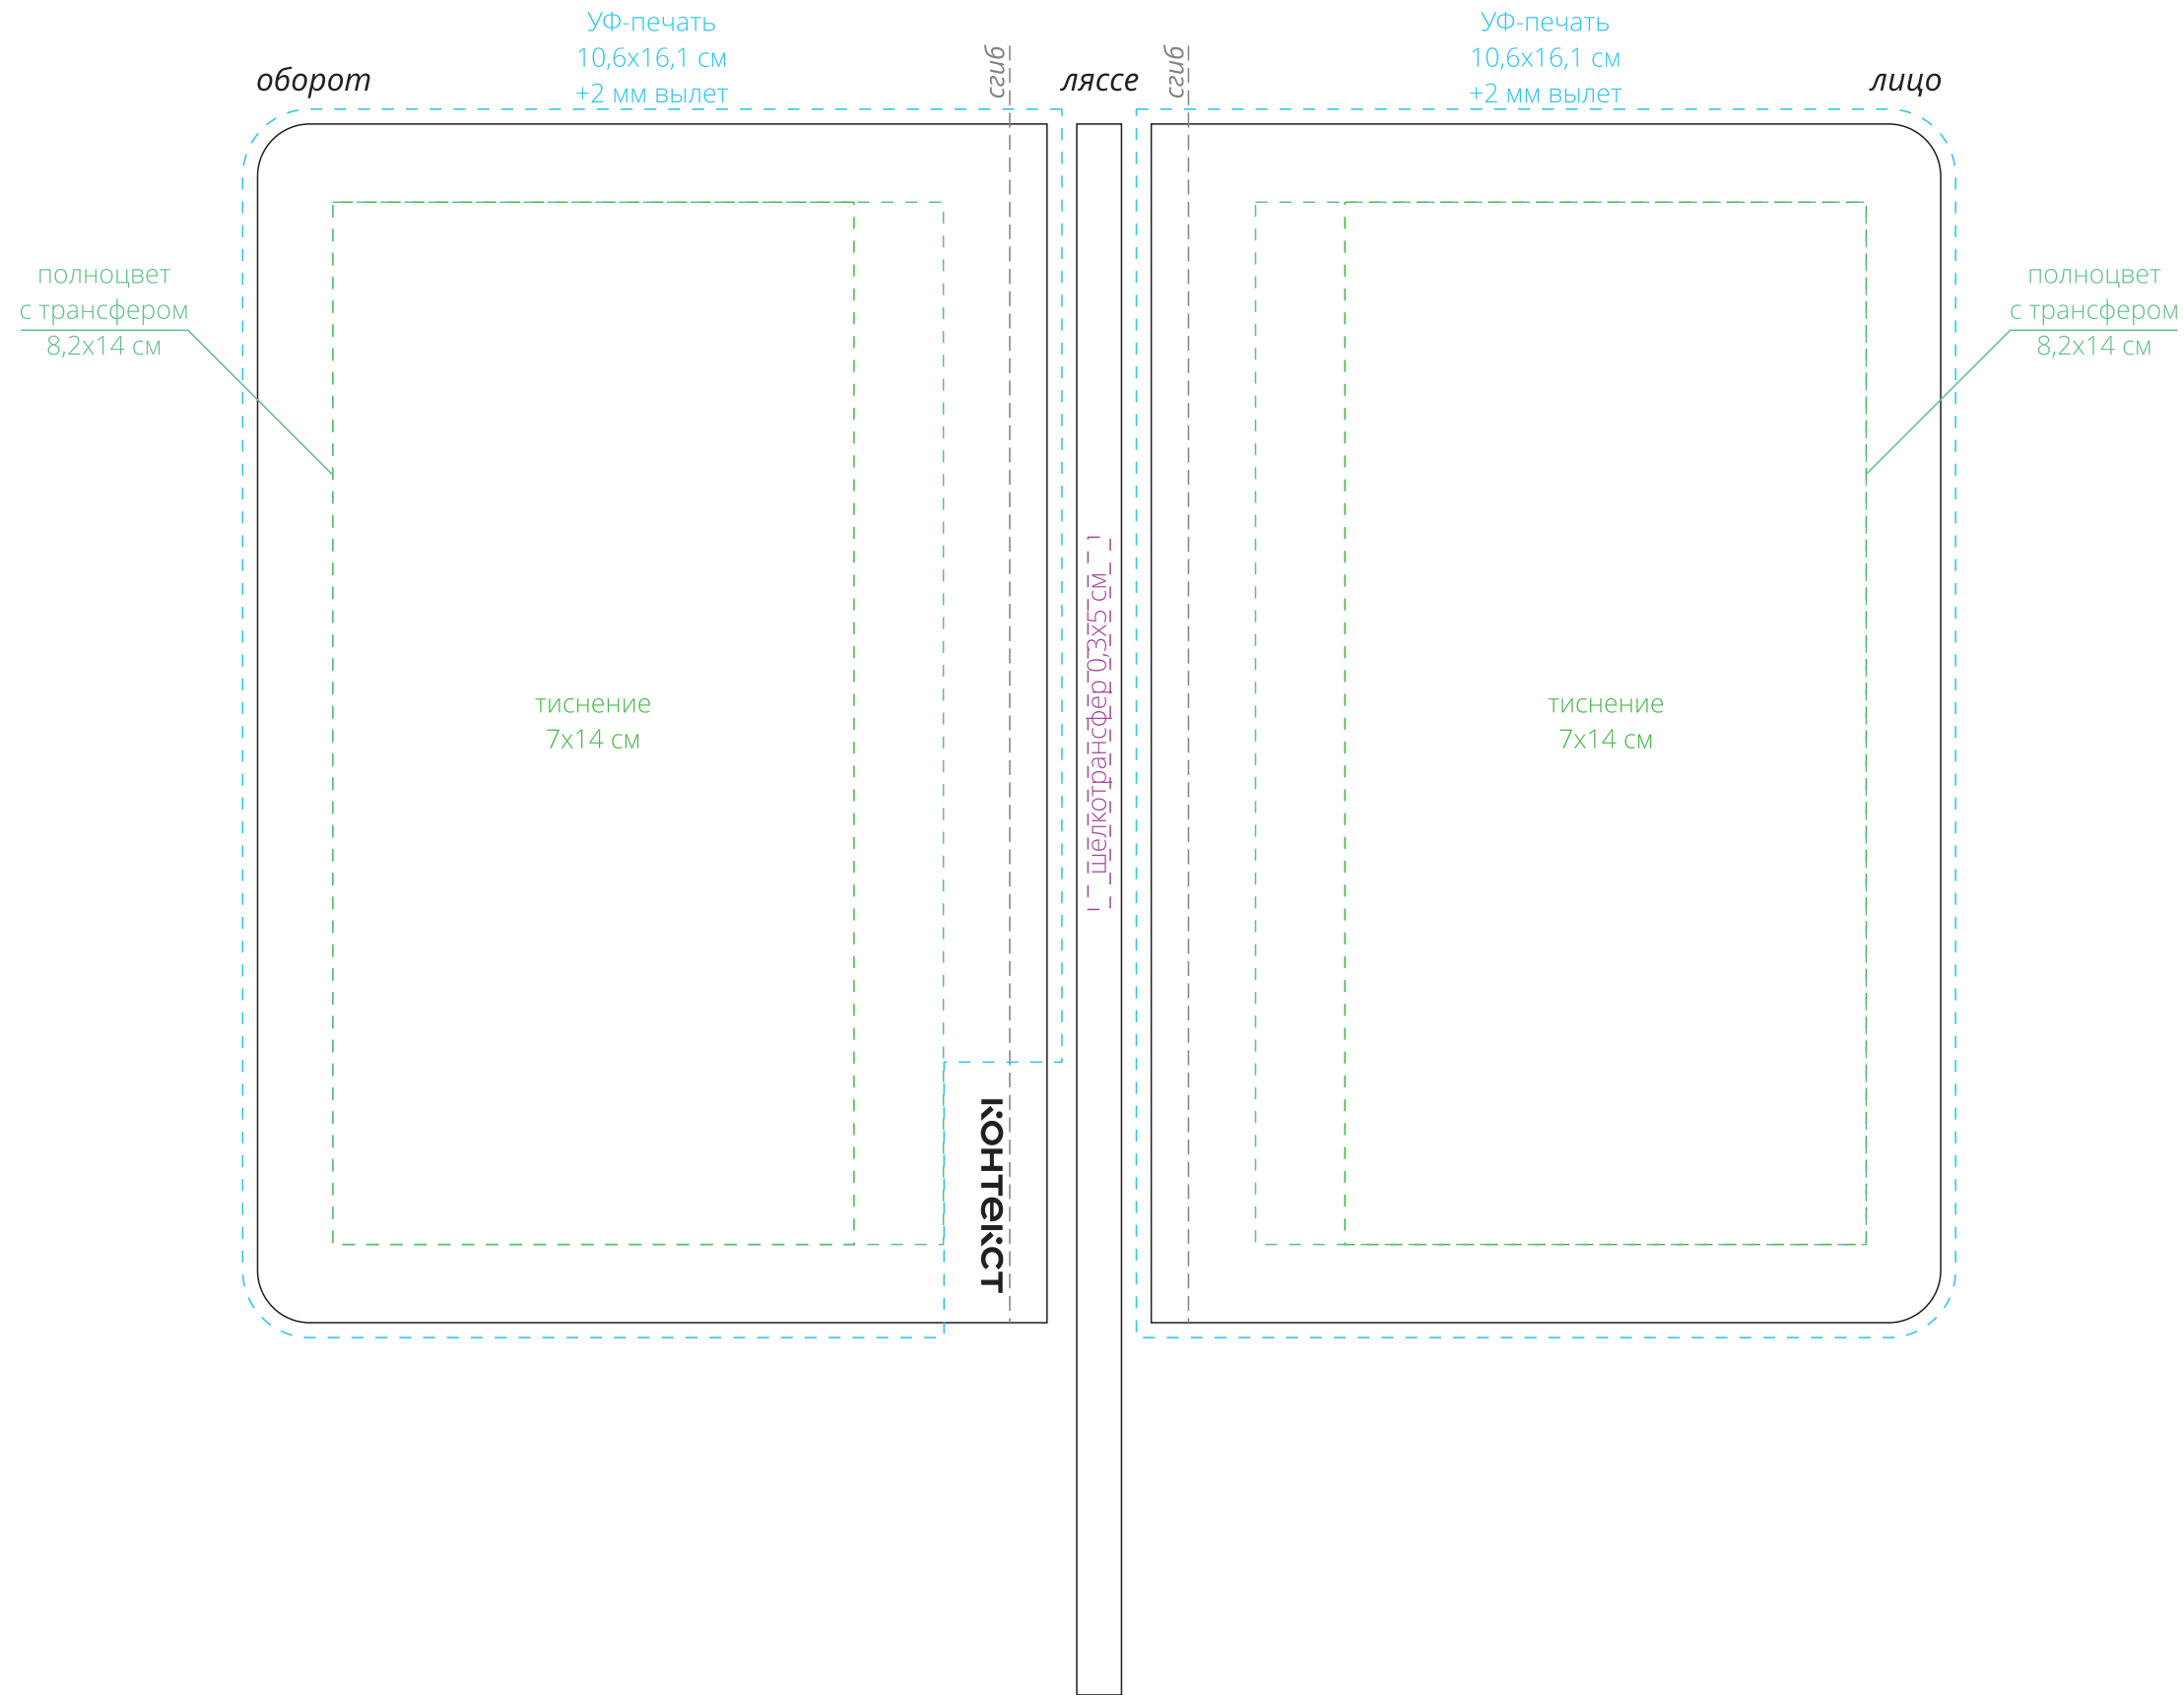 УФ-печать
10,6х16,1 см
+2 мм вылет
оборот
сгиб
ляссе
сгиб
УФ-печать
10,6х16,1 см
+2 мм вылет
лицо
полноцвет
с трансфером
8,2х14 см
полноцвет
с трансфером
8,2х14 см
тиснение
7х14 см
шелкотрансфер 0,3х5 см
тиснение
7х14 см
контекст